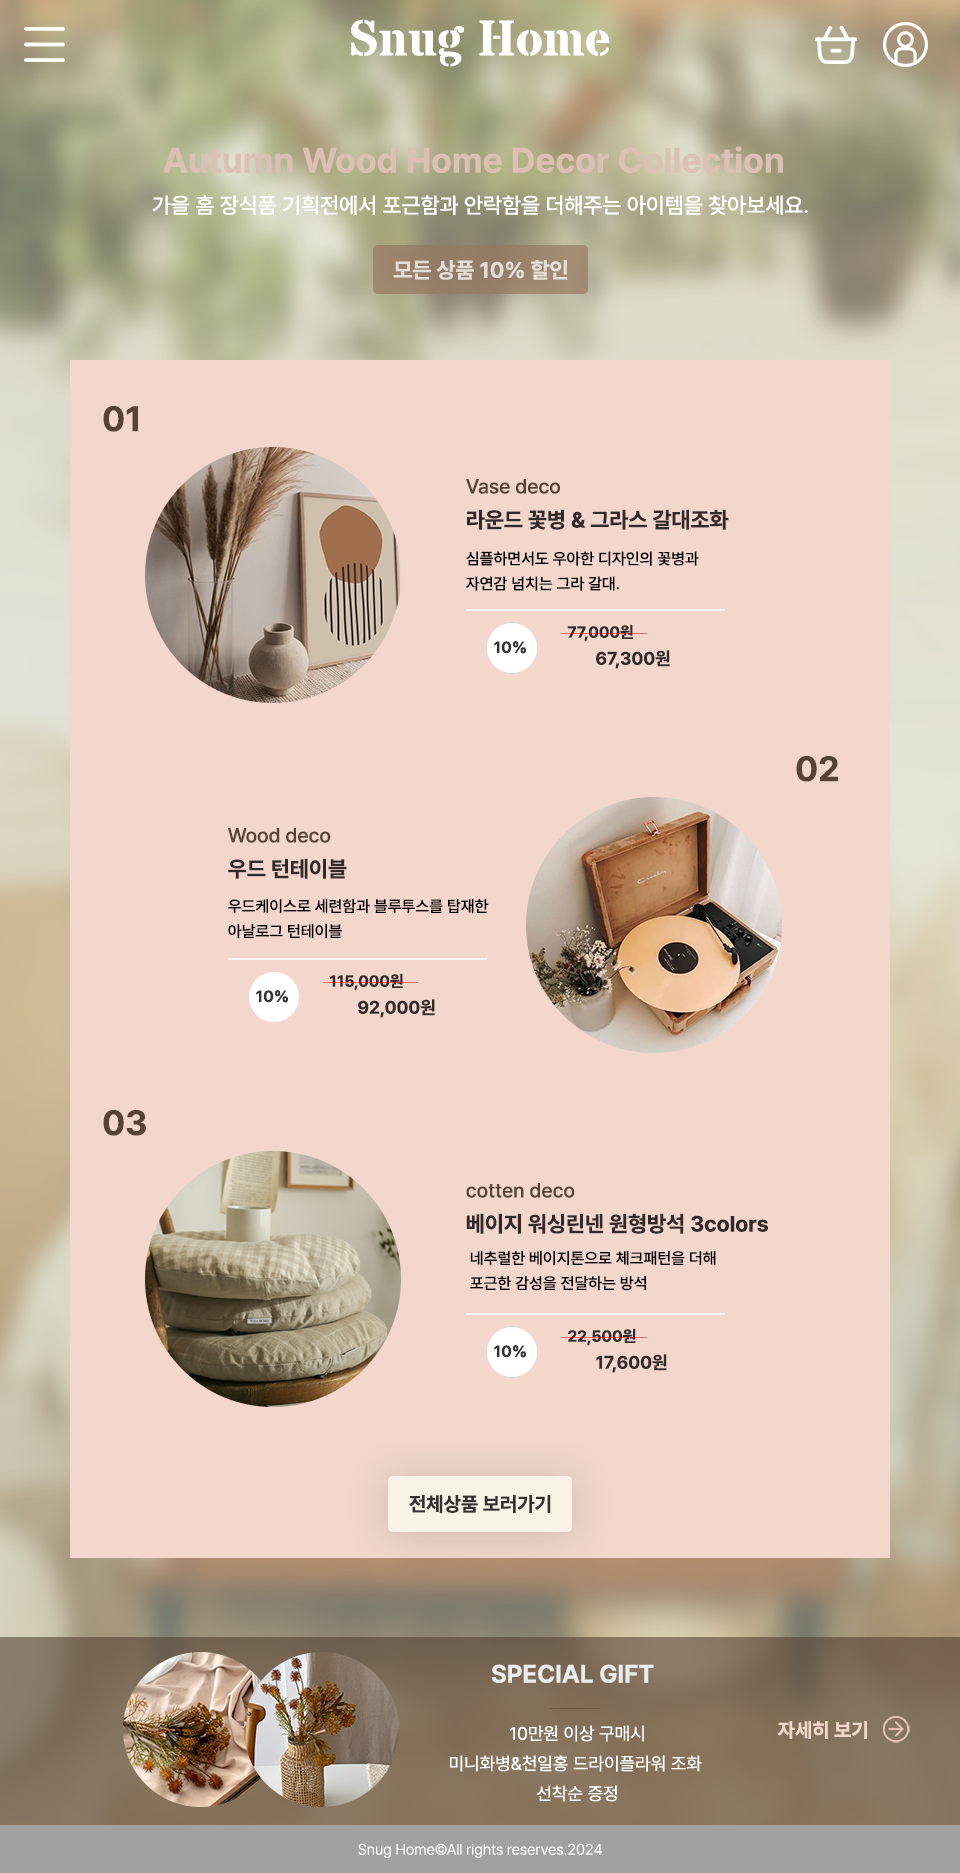 Snug Home
Autumn Wood Home Decor Collection
가을 홈 장식품 기획전에서 포근함과 안락함을 더해주는 아이템을 찾아보세요.
모든 상품 10% 할인
01
Vase deco
라운드 꽃병 & 그라스 갈대조화
심플하면서도 우아한 디자인의 꽃병과
자연감 넘치는 그라 갈대.
10%
77,000원
67,300원
02
Wood deco
우드 턴테이블
우드케이스로 세련함과 블루투스를 탑재한
아날로그 턴테이블
10%
115,000원
92,000원
03
cotten deco
베이지 워싱린넨 원형방석 3colors
네추럴한 베이지톤으로 체크패턴을 더해
포근한 감성을 전달하는 방석
10%
22,500원
17,600원
전체상품 보러가기
SPECIAL GIFT
10만원 이상 구매시
미니화병&천일홍 드라이플라워 조화
선착순 증정
자세히 보기
Snug Home©All rights reserves.2024